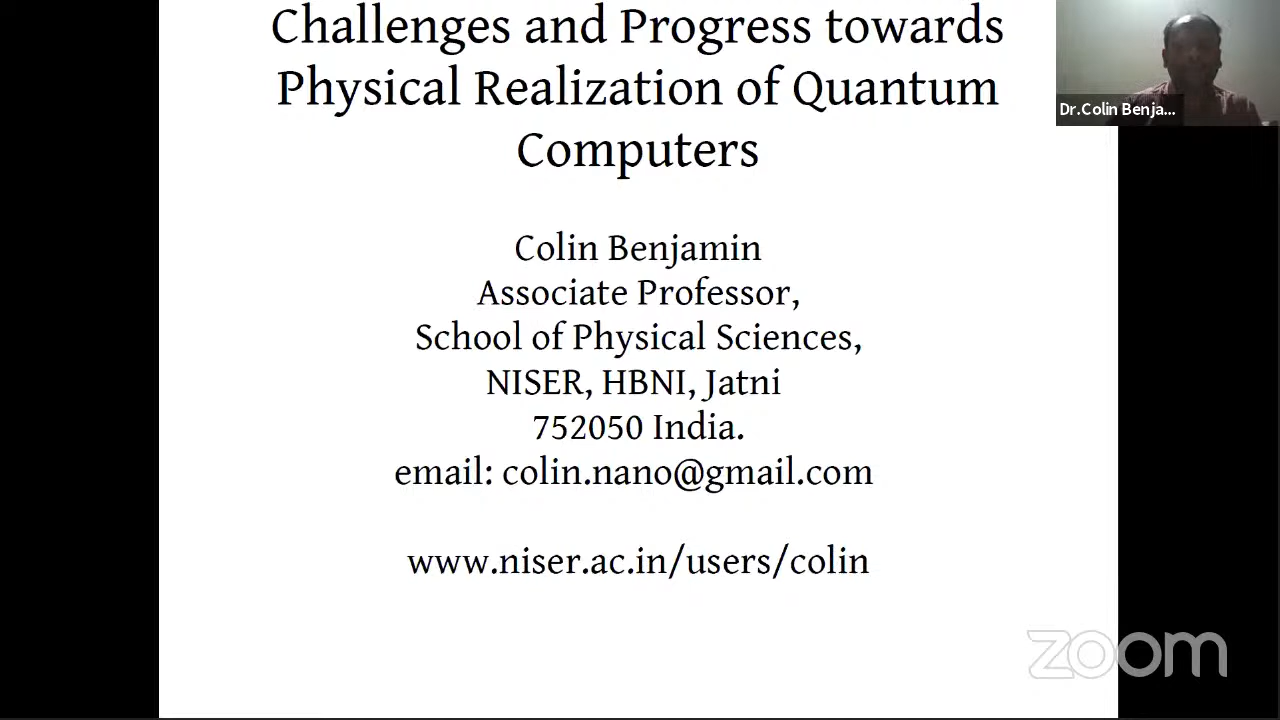 Challenges and Progress towards
Physical Realization of Quantum
Computers
Colin Benjamin
Associate Professor,
School of Physical Sciences,
NISER, HBNI, Jatni
752050 India.
email: colin.nano@gmail.com
www.niser.ac.in/users/colin
Dr.Colin Benja...
zoom